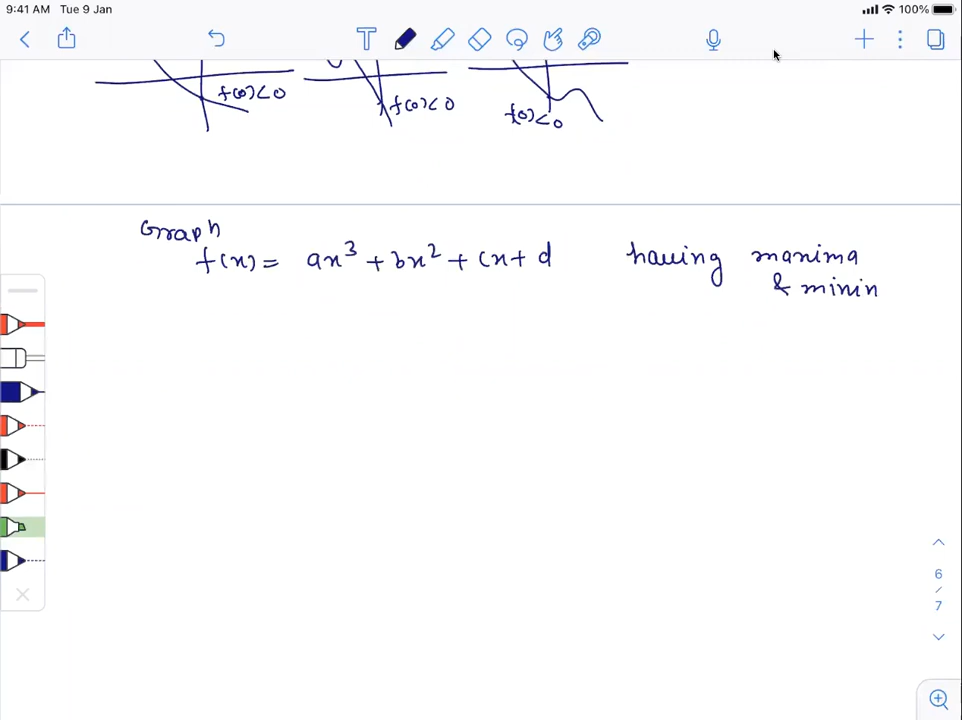 9:41 AM Tue 9 Jan 100%
T
f(0)<0 f(0)<0 f(0)<0
Graph
f(x) = ax³ + bx² + cx + d having maxima
& minim
6
/
7